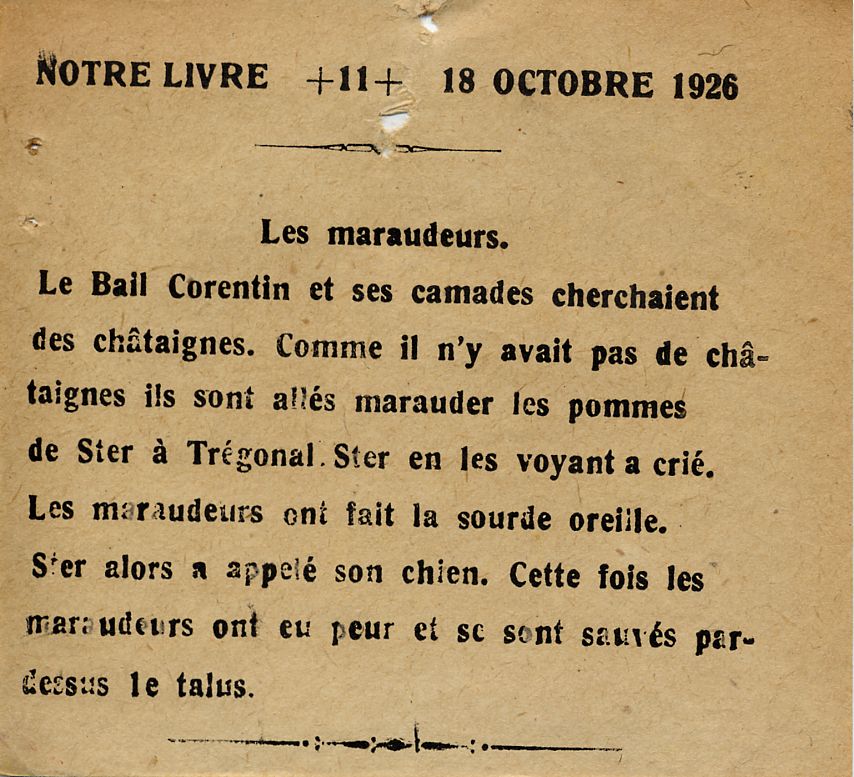 NOTRE LIVRE +11+ 18 OCTOBRE 1926
Les maraudeurs.
Le Bail Corentin et ses camades cherchaient
des châtaignes. Comme il n'y avait pas de châ-
taignes ils sont allés marauder les pommes
de Ster à Trégonal. Ster en les voyant a crié.
Les maraudeurs ont fait la sourde oreille.
Ster alors a appelé son chien. Cette fois les
maraudeurs ont eu peur et se sont sauvés par-
dessus le talus.